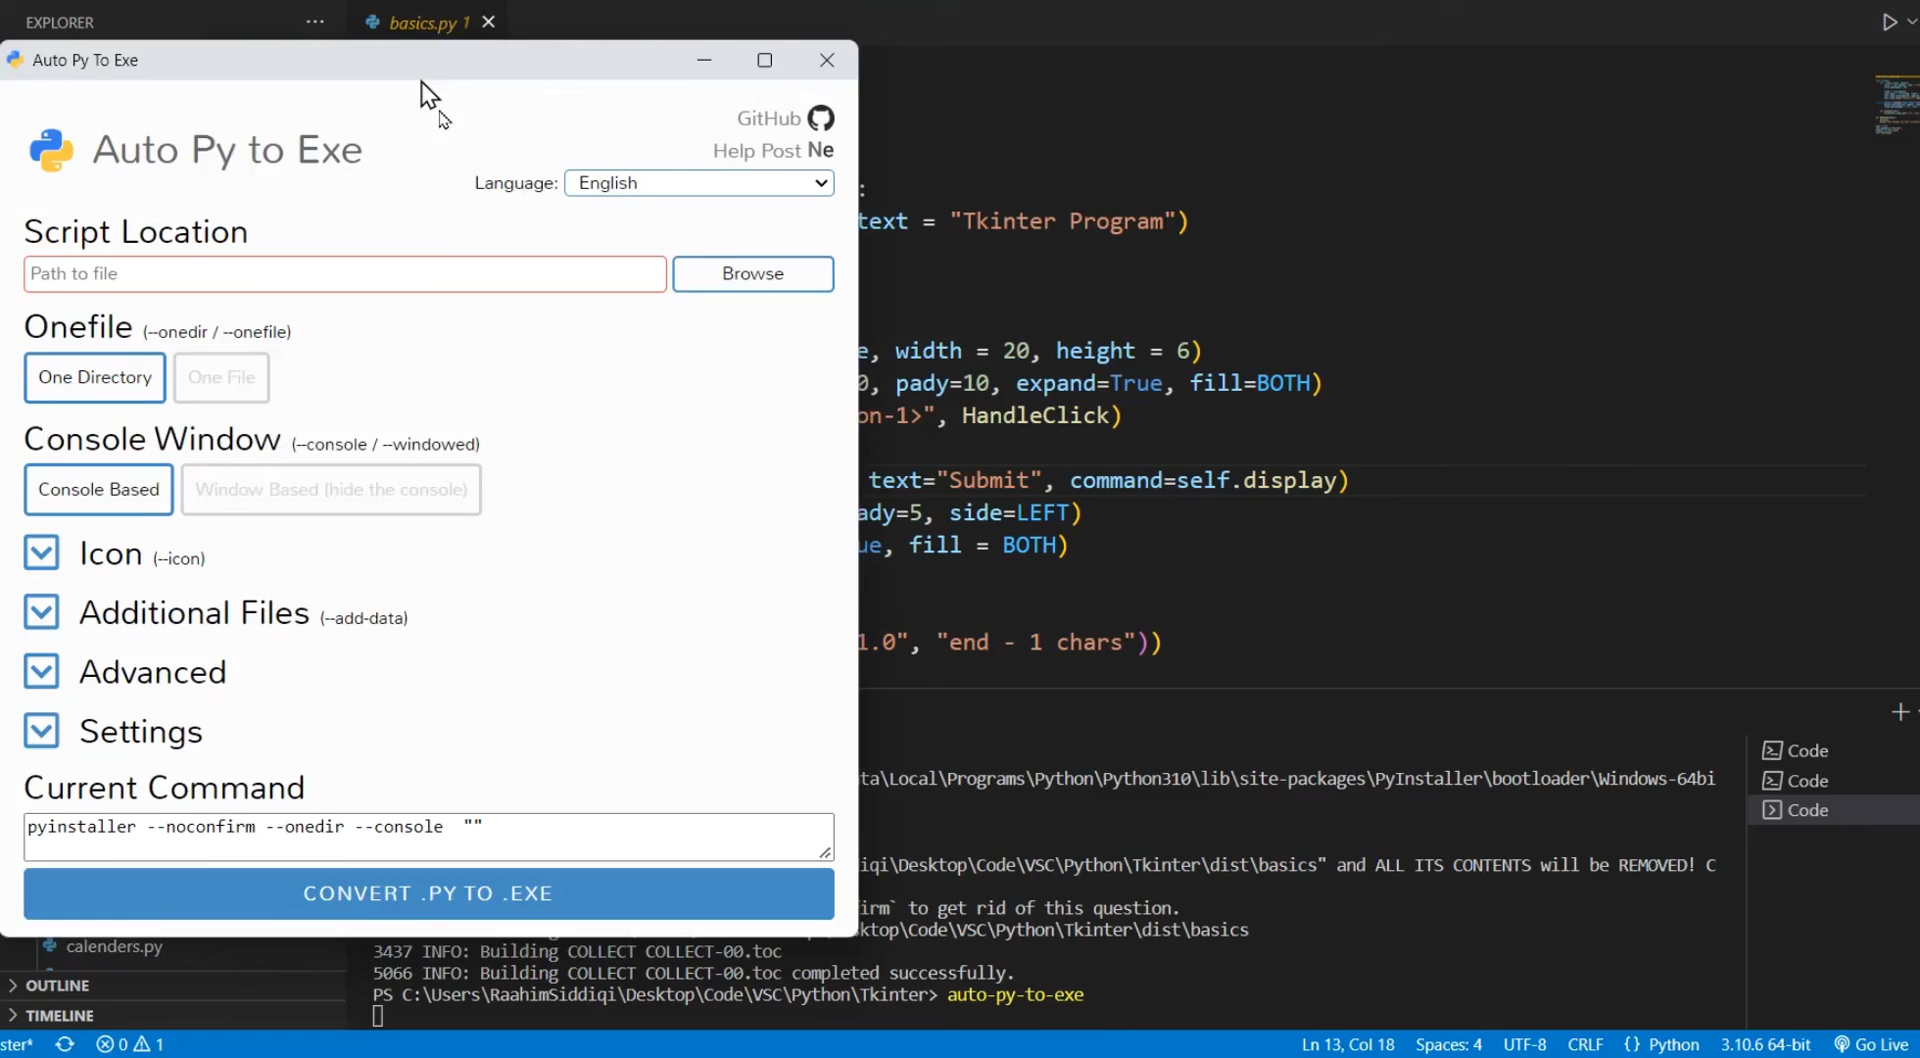 EXPLORER ...
basics.py 1
Auto Py To Exe
GitHub
Help Post Ne
Auto Py to Exe
Language: English
Script Location
Path to file
Browse
Onefile (--onedir / --onefile)
One Directory
One File
Console Window (--console / --windowed)
Console Based
Window Based (hide the console)
Icon (--icon)
Additional Files (--add-data)
Advanced
Settings
Current Command
pyinstaller --noconfirm --onedir --console  ""
CONVERT .PY TO .EXE
:
text = "Tkinter Program")
e, width = 20, height = 6)
0, pady=10, expand=True, fill=BOTH)
on-1>", HandleClick)
text="Submit", command=self.display)
ady=5, side=LEFT)
ue, fill = BOTH)
1.0", "end - 1 chars"))
Code
Code
Code
ta\Local\Programs\Python\Python310\lib\site-packages\PyInstaller\bootloader\Windows-64bi
iqi\Desktop\Code\VSC\Python\Tkinter\dist\basics" and ALL ITS CONTENTS will be REMOVED! C
irm` to get rid of this question.
sktop\Code\VSC\Python\Tkinter\dist\basics
3437 INFO: Building COLLECT COLLECT-00.toc
5066 INFO: Building COLLECT COLLECT-00.toc completed successfully.
PS C:\Users\RaahimSiddiqi\Desktop\Code\VSC\Python\Tkinter> auto-py-to-exe
calenders.py
OUTLINE
TIMELINE
ster* 0 1
Ln 13, Col 18 Spaces: 4 UTF-8 CRLF {} Python 3.10.6 64-bit Go Live